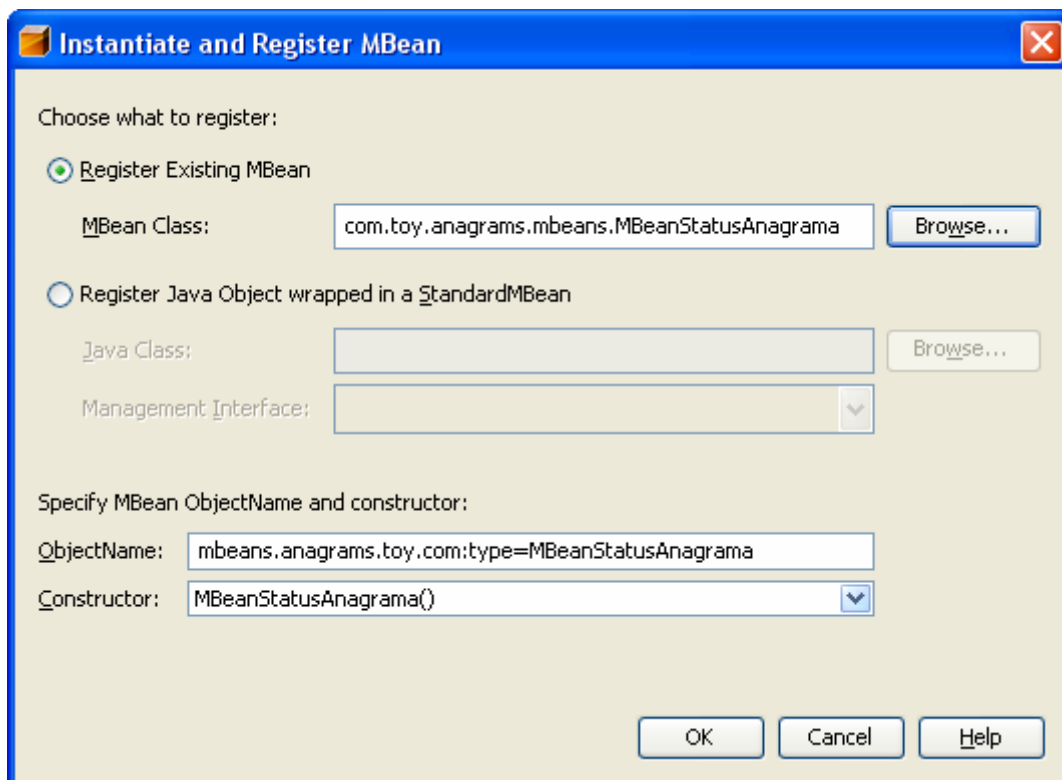 Instantiate and Register MBean
Choose what to register:
Register Existing MBean
MBean Class: com.toy.anagrams.mbeans.MBeanStatusAnagrama Browse...
Register Java Object wrapped in a StandardMBean
Java Class: Browse...
Management Interface:
Specify MBean ObjectName and constructor:
ObjectName: mbeans.anagrams.toy.com:type=MBeanStatusAnagrama
Constructor: MBeanStatusAnagrama()
OK Cancel Help